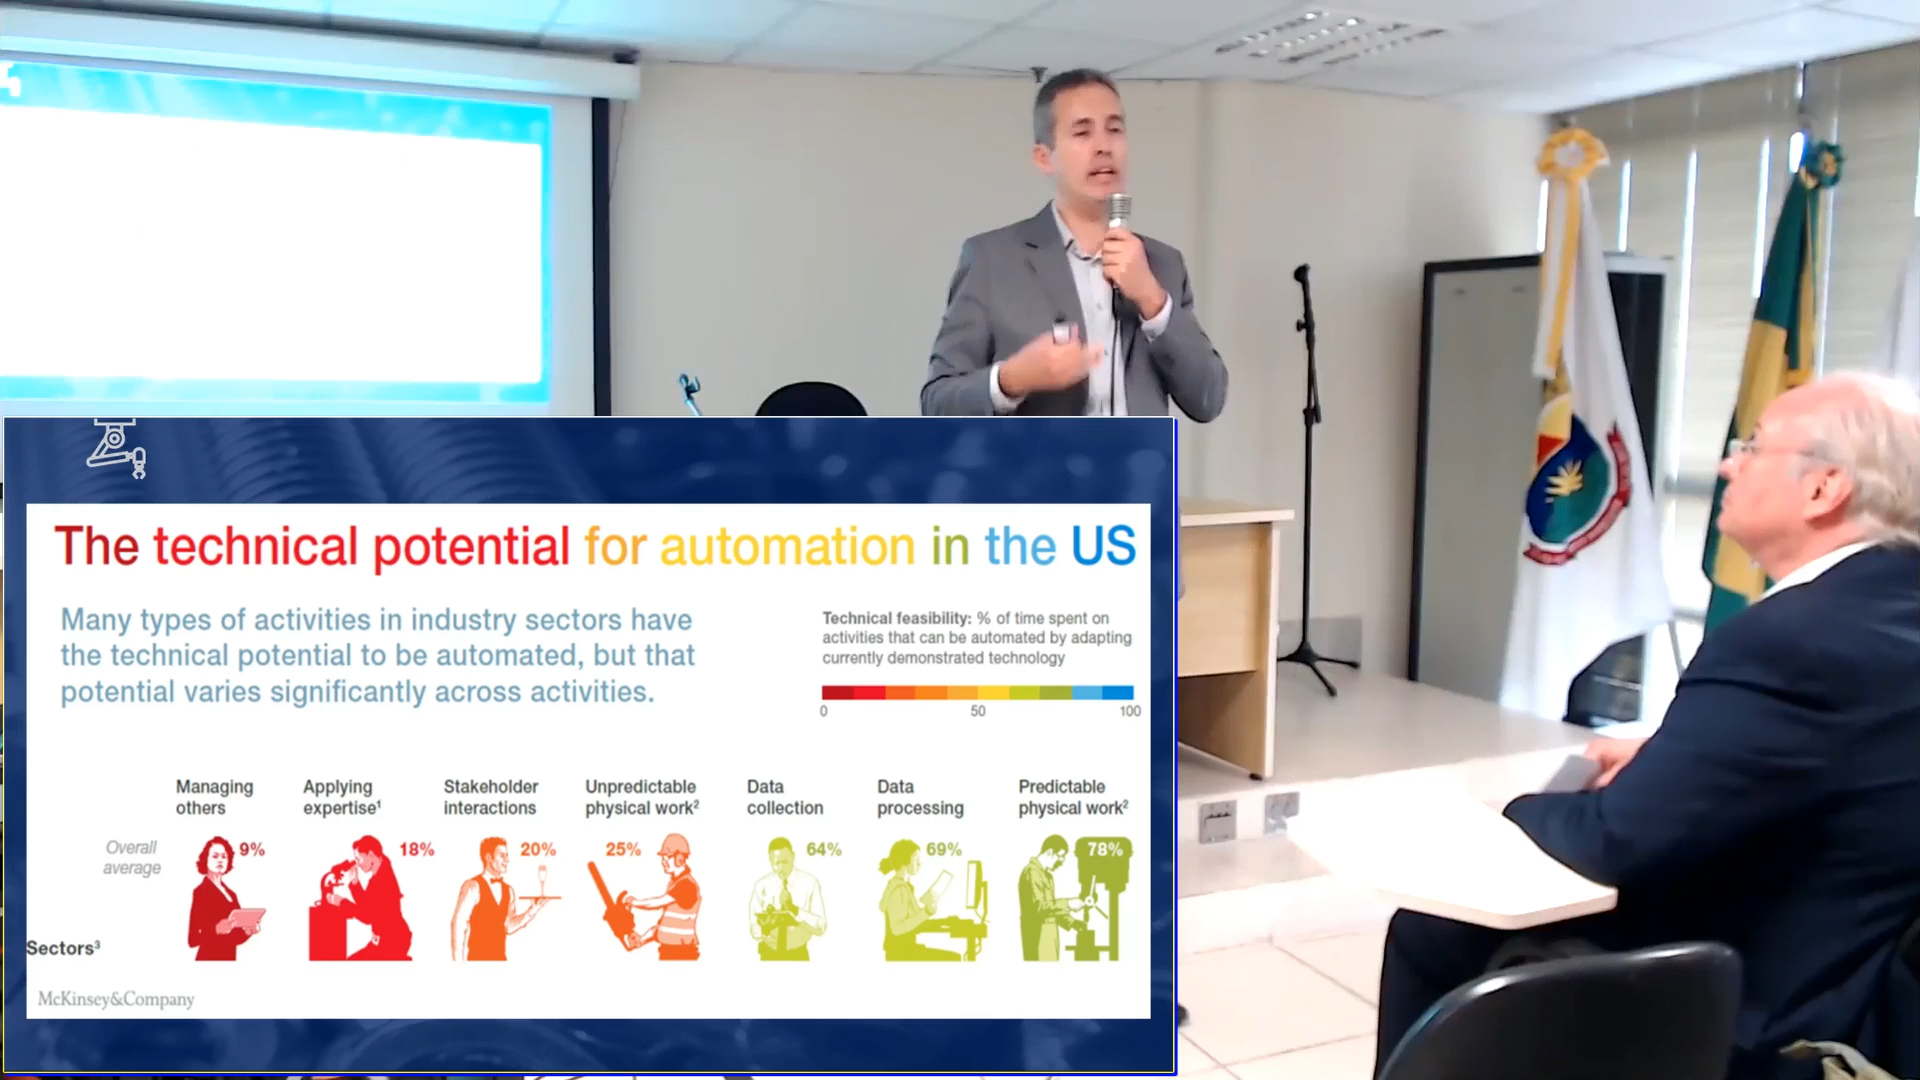 The technical potential for automation in the US
Many types of activities in industry sectors have
the technical potential to be automated, but that
potential varies significantly across activities.
Technical feasibility: % of time spent on
activities that can be automated by adapting
currently demonstrated technology
0 50 100
Managing
others
Applying
expertise¹
Stakeholder
interactions
Unpredictable
physical work²
Data
collection
Data
processing
Predictable
physical work²
Overall
average
9% 18% 20% 25% 64% 69% 78%
Sectors³
McKinsey&Company